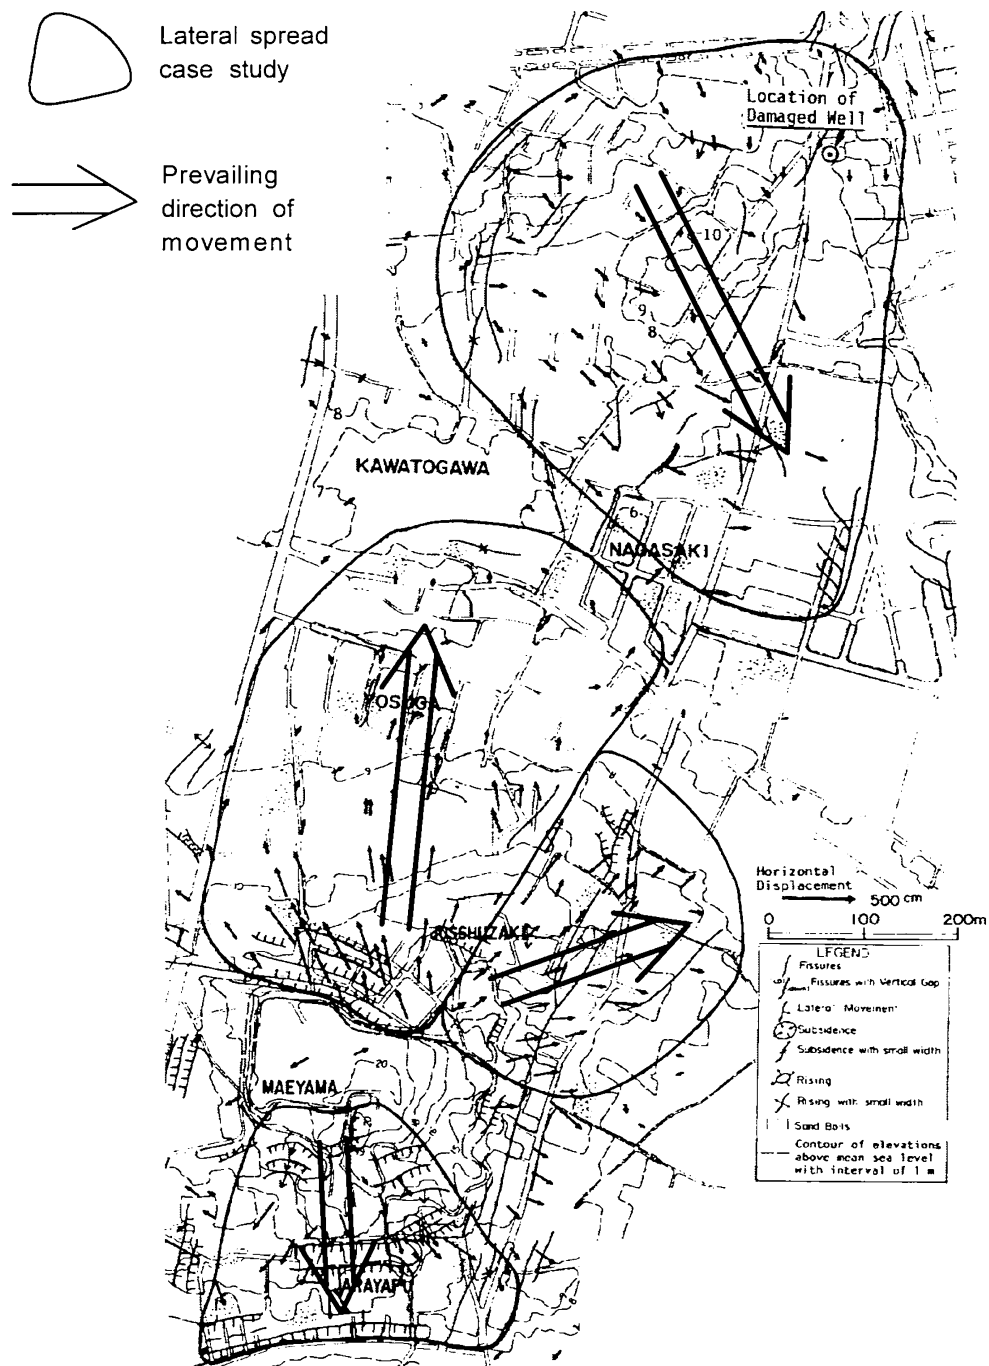 Lateral spread
case study
Prevailing
direction of
movement
Location of
Damaged Well
8-10
9
8
8
KAWATOGAWA
7
6
NAGASAKI
9
Horizontal
Displacement
500 cm
0 100 200m
LEGEND
Fissures
Fissures with Vertical Gap
Lateral Movement
Subsidence
Subsidence with small width
Rising
Rising with small width
Sand Boils
Contour of elevations
above mean sea level
with interval of 1 m
20
MAEYAMA